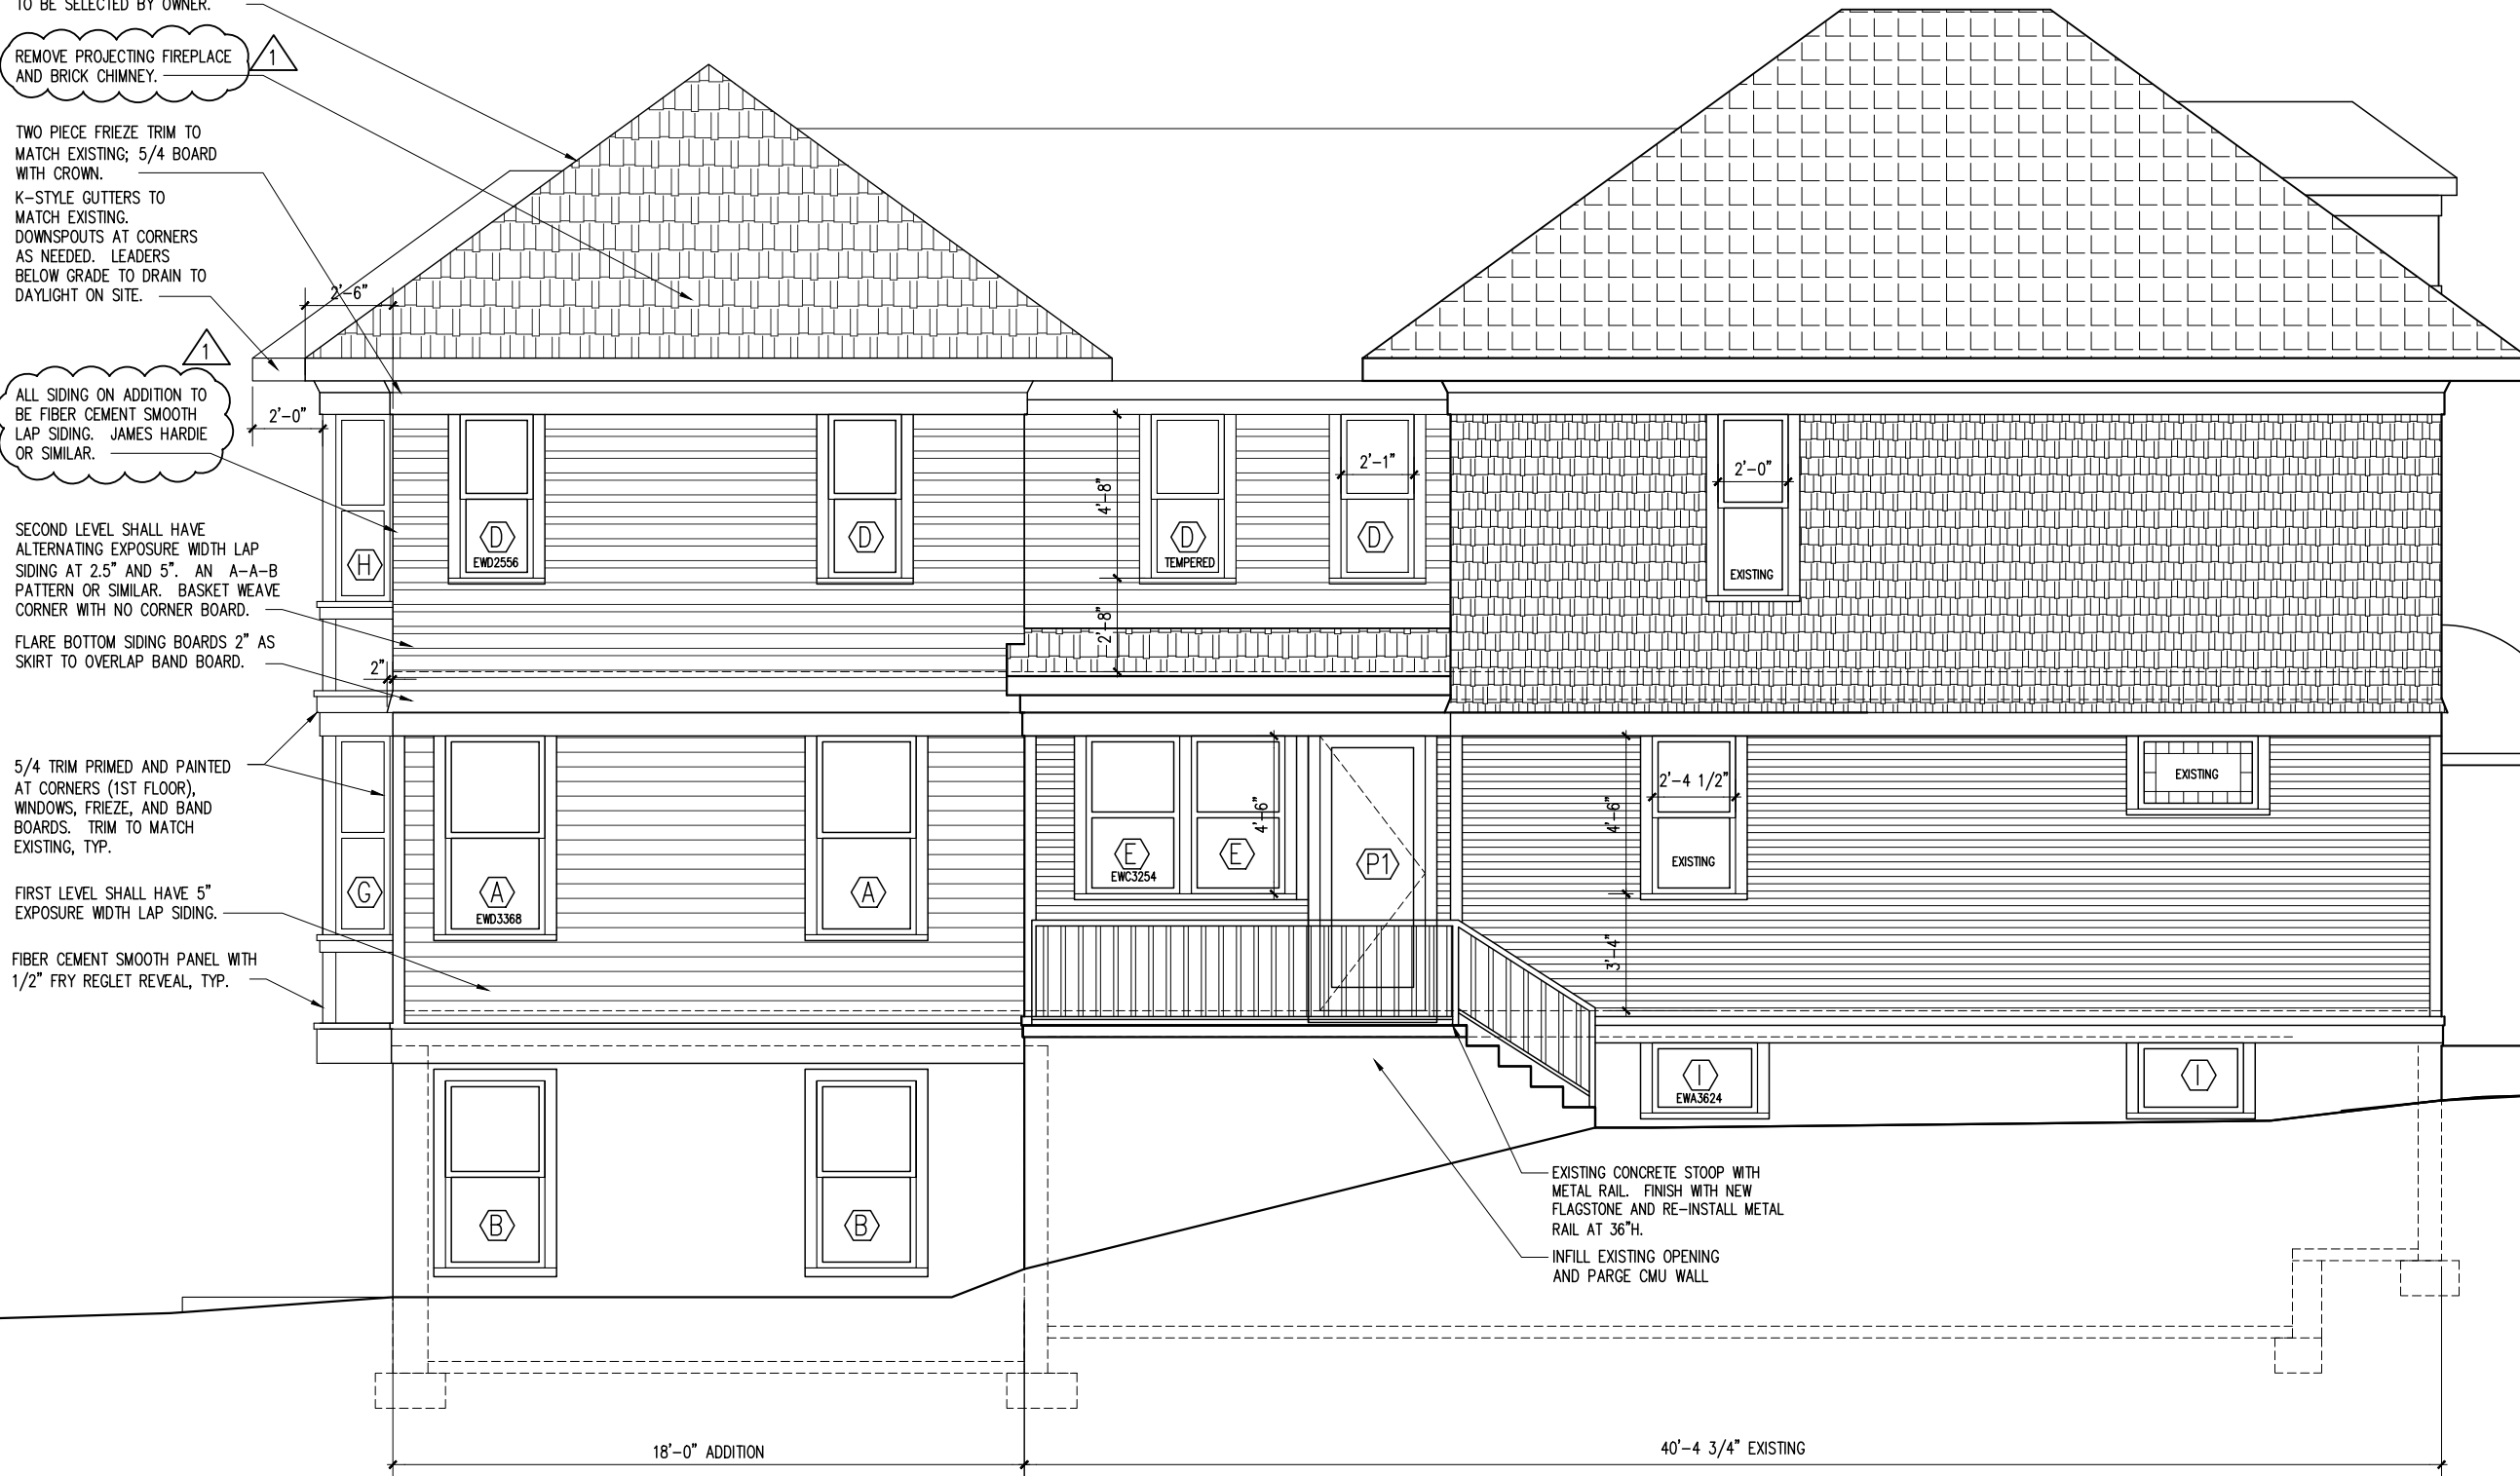 TO BE SELECTED BY OWNER.
REMOVE PROJECTING FIREPLACE
AND BRICK CHIMNEY.
1
TWO PIECE FRIEZE TRIM TO
MATCH EXISTING; 5/4 BOARD
WITH CROWN.
K-STYLE GUTTERS TO
MATCH EXISTING.
DOWNSPOUTS AT CORNERS
AS NEEDED. LEADERS
BELOW GRADE TO DRAIN TO
DAYLIGHT ON SITE.
2'-6"
1
ALL SIDING ON ADDITION TO
BE FIBER CEMENT SMOOTH
LAP SIDING. JAMES HARDIE
OR SIMILAR.
2'-0"
SECOND LEVEL SHALL HAVE
ALTERNATING EXPOSURE WIDTH LAP
SIDING AT 2.5" AND 5". AN A-A-B
PATTERN OR SIMILAR. BASKET WEAVE
CORNER WITH NO CORNER BOARD.
FLARE BOTTOM SIDING BOARDS 2" AS
SKIRT TO OVERLAP BAND BOARD.
2"
5/4 TRIM PRIMED AND PAINTED
AT CORNERS (1ST FLOOR),
WINDOWS, FRIEZE, AND BAND
BOARDS. TRIM TO MATCH
EXISTING, TYP.
FIRST LEVEL SHALL HAVE 5"
EXPOSURE WIDTH LAP SIDING.
FIBER CEMENT SMOOTH PANEL WITH
1/2" FRY REGLET REVEAL, TYP.
H
D
EWD2556
D
4'-8"
D
TEMPERED
2'-1"
D
2'-0"
EXISTING
2'-8"
G
A
EWD3368
A
E
EWC3254
E
4'-6"
P1
2'-4 1/2"
4'-6"
EXISTING
3'-4"
EXISTING
B
B
I
EWA3624
I
EXISTING CONCRETE STOOP WITH
METAL RAIL. FINISH WITH NEW
FLAGSTONE AND RE-INSTALL METAL
RAIL AT 36"H.
INFILL EXISTING OPENING
AND PARGE CMU WALL
18'-0" ADDITION
40'-4 3/4" EXISTING